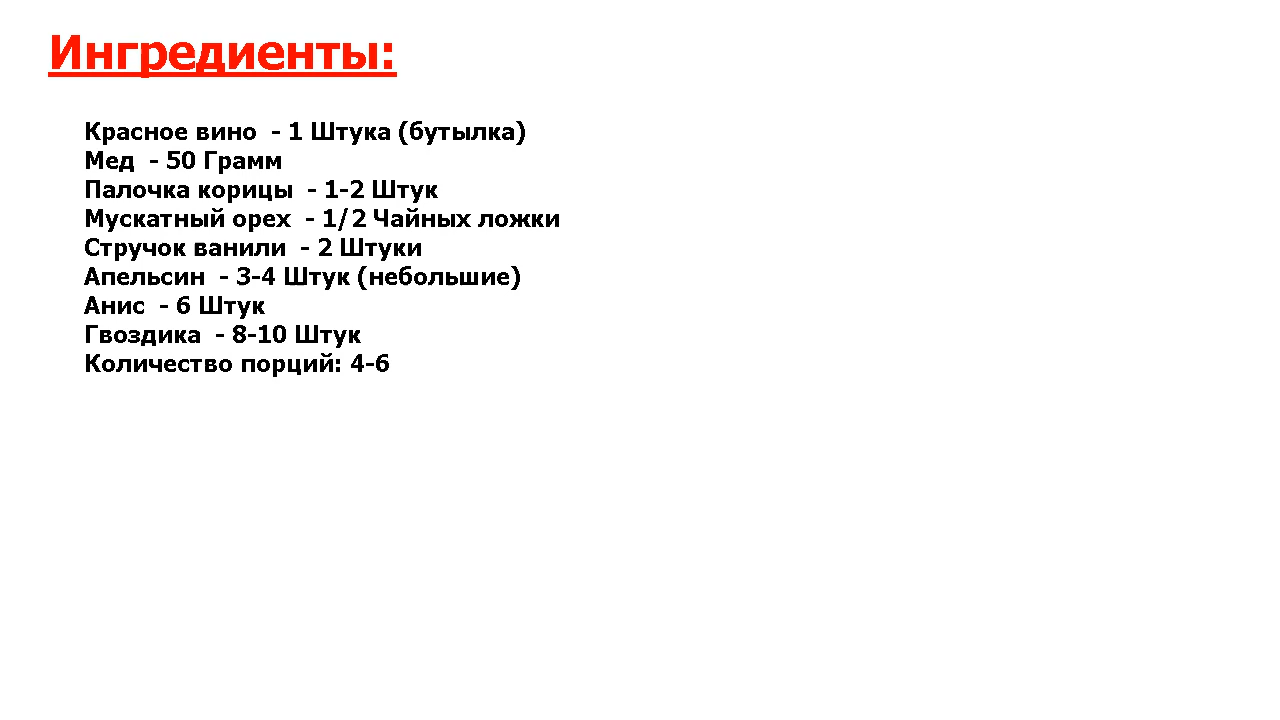 Ингредиенты:
Красное вино  - 1 Штука (бутылка)
Мед  - 50 Грамм
Палочка корицы  - 1-2 Штук
Мускатный орех  - 1/2 Чайных ложки
Стручок ванили  - 2 Штуки
Апельсин  - 3-4 Штук (небольшие)
Анис  - 6 Штук
Гвоздика  - 8-10 Штук
Количество порций: 4-6